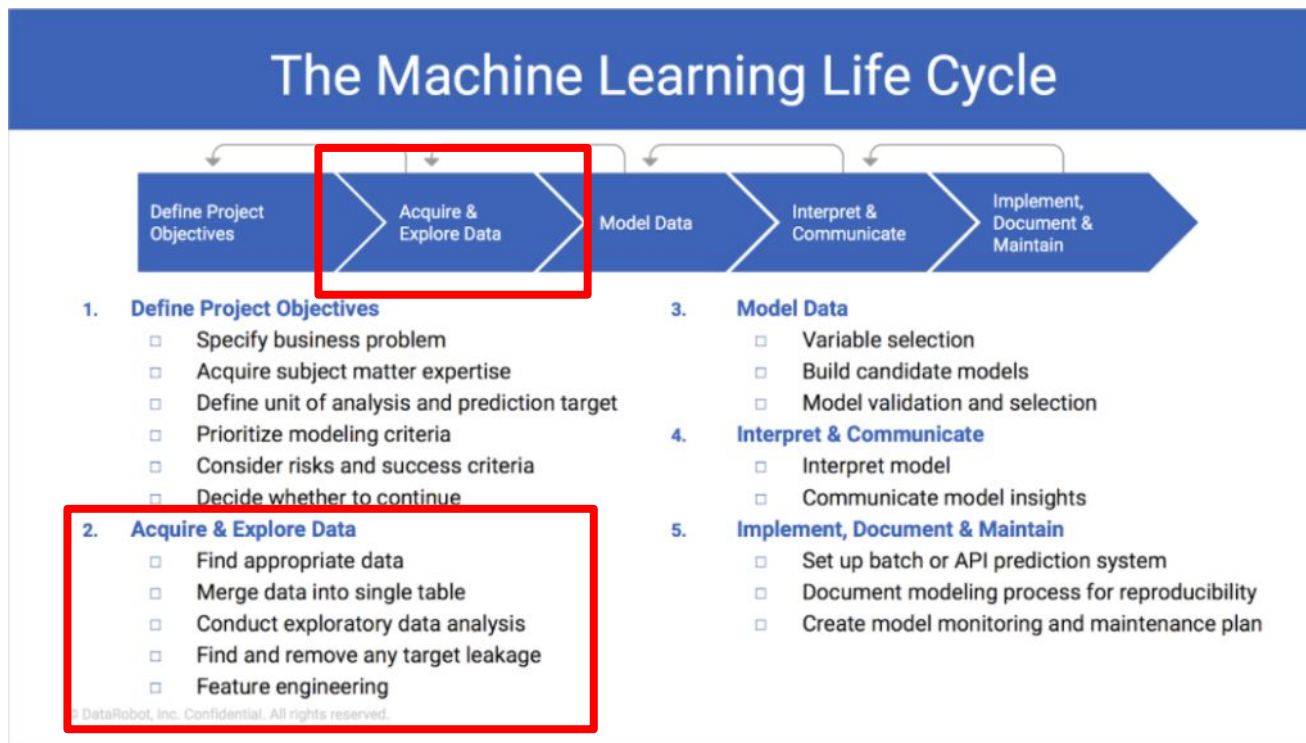 The Machine Learning Life Cycle
Define Project
Objectives
Acquire &
Explore Data
Model Data
Interpret &
Communicate
Implement,
Document &
Maintain
1. Define Project Objectives
□ Specify business problem
□ Acquire subject matter expertise
□ Define unit of analysis and prediction target
□ Prioritize modeling criteria
□ Consider risks and success criteria
□ Decide whether to continue
2. Acquire & Explore Data
□ Find appropriate data
□ Merge data into single table
□ Conduct exploratory data analysis
□ Find and remove any target leakage
□ Feature engineering
3. Model Data
□ Variable selection
□ Build candidate models
□ Model validation and selection
4. Interpret & Communicate
□ Interpret model
□ Communicate model insights
5. Implement, Document & Maintain
□ Set up batch or API prediction system
□ Document modeling process for reproducibility
□ Create model monitoring and maintenance plan
© DataRobot, Inc. Confidential. All rights reserved.